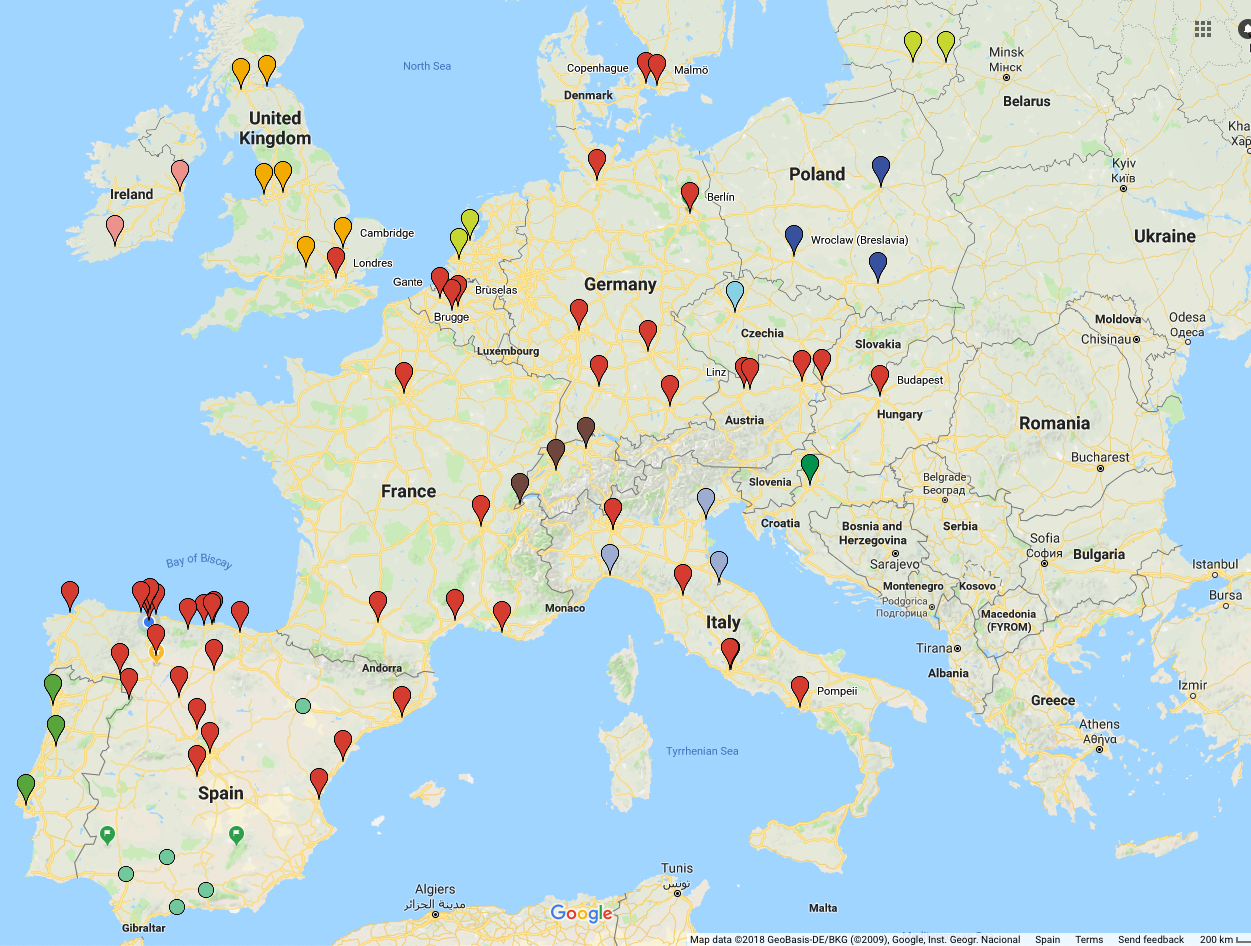 Minsk
Мінск
North Sea
Copenhague
Malmö
Denmark
Belarus
United
Kingdom
Kyiv
Київ
Poland
Ireland
Berlín
Cambridge
Wroclaw (Breslavia)
Ukraine
Londres
Gante
Bruselas
Germany
Brugge
Moldova
Chisinau
Odesa
Одеса
Czechia
Slovakia
Luxembourg
Linz
Budapest
Austria
Hungary
Romania
Bucharest
France
Slovenia
Belgrade
Београд
Croatia
Bosnia and
Herzegovina
Serbia
Sarajevo
Sofia
София
Bulgaria
Bay of Biscay
Istanbul
Bursa
Montenegro
Kosovo
Podgorica
Подгорица
Monaco
Macedonia
(FYROM)
Italy
Tirana
Andorra
Albania
Pompeii
Izmir
Greece
Athens
Αθήνα
Tyrrhenian Sea
Spain
Tunis
تونس
Algiers
مدينة الجزائر
Google
Malta
Gibraltar
Map data ©2018 GeoBasis-DE/BKG (©2009), Google, Inst. Geogr. Nacional Spain Terms Send feedback 200 km